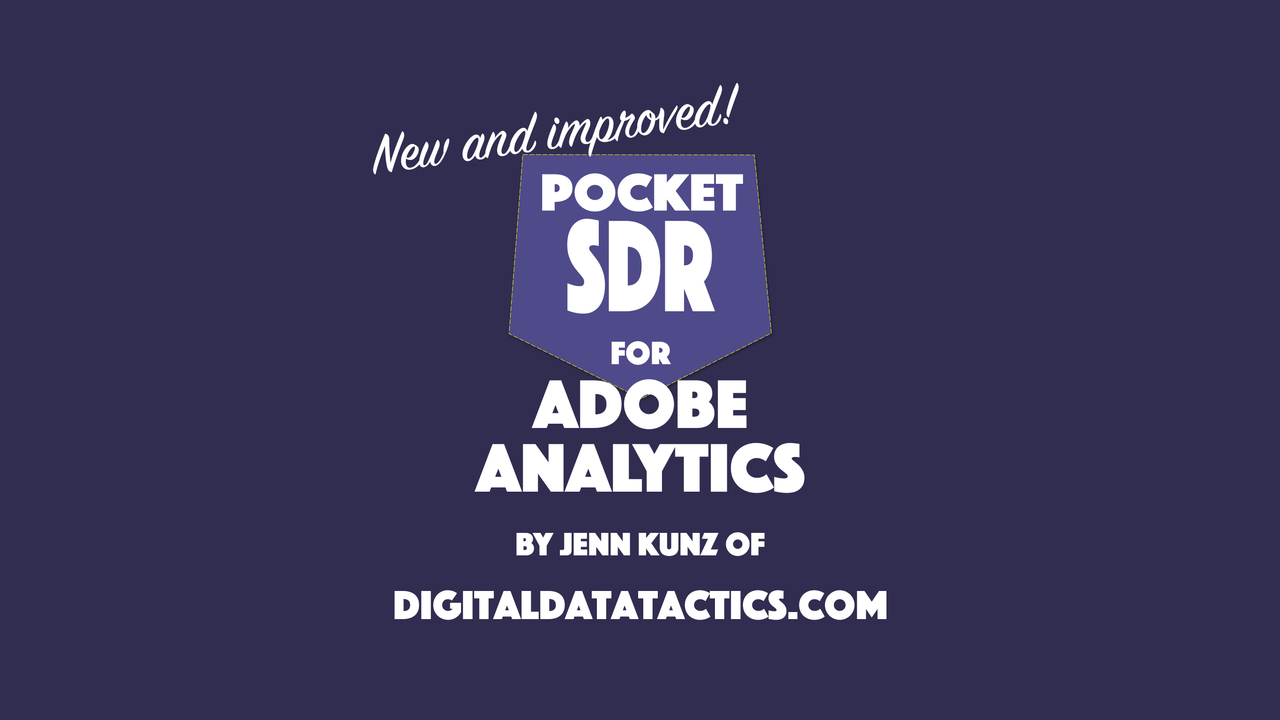 New and improved!
POCKET
SDR
FOR
ADOBE
ANALYTICS
BY JENN KUNZ OF
DIGITALDATATACTICS.COM